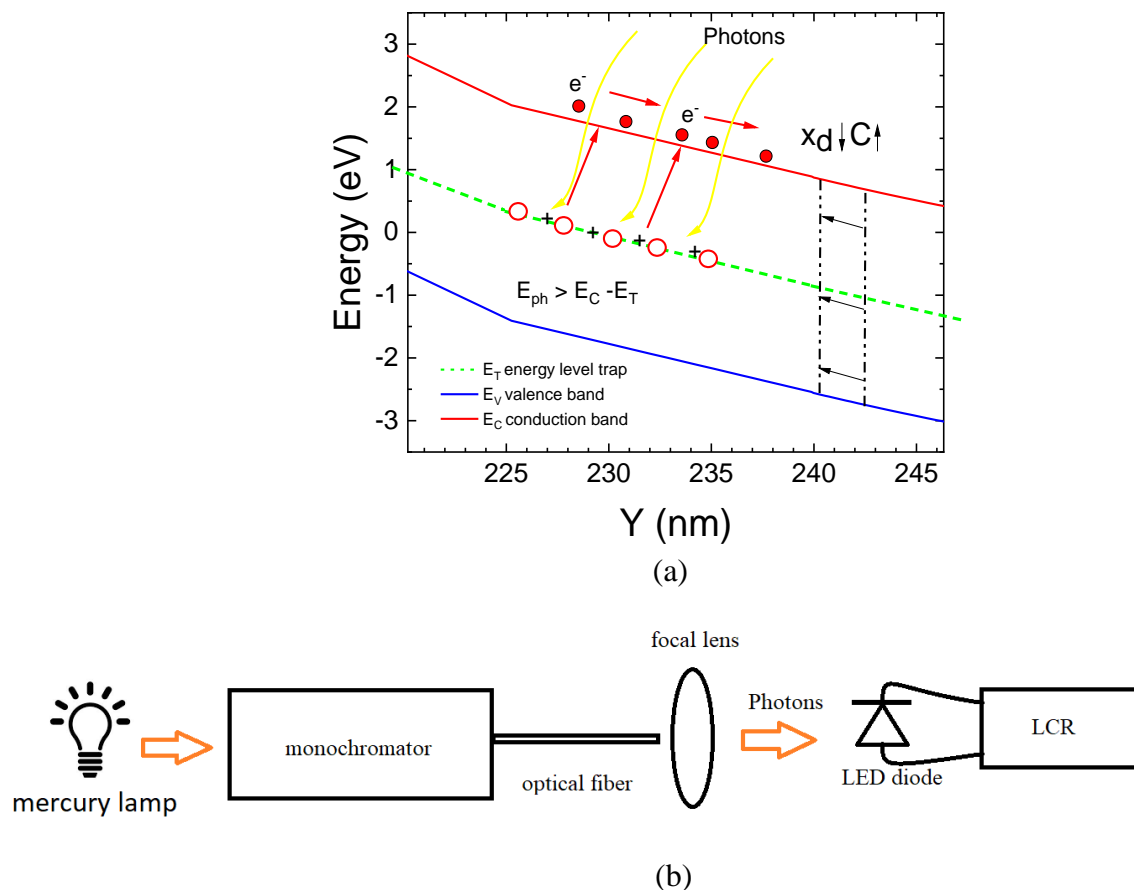 Photons
e-
e-
xd↓C↑
Energy (eV)
3
2
1
0
-1
-2
-3
+ + + +
Eph > EC -ET
ET energy level trap
EV valence band
EC conduction band
225 230 235 240 245
Y (nm)
(a)
focal lens
Photons
monochromator
LCR
optical fiber
LED diode
mercury lamp
(b)